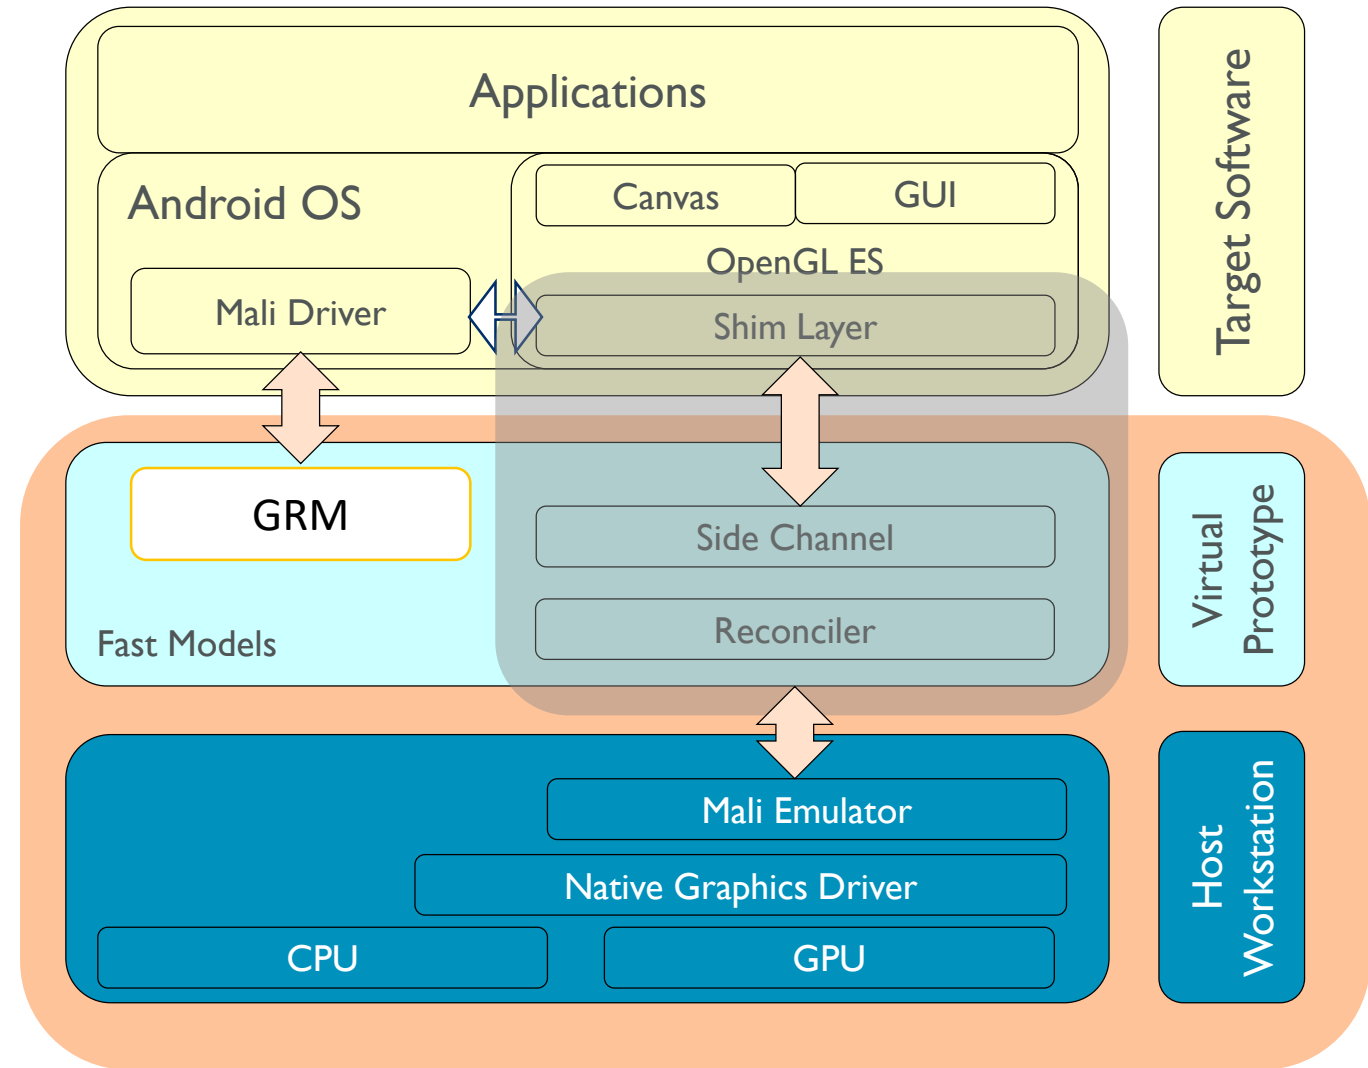 Applications
Target Software
Android OS
Canvas
GUI
OpenGL ES
Mali Driver
Shim Layer
GRM
Side Channel
Reconciler
Fast Models
Virtual
Prototype
Mali Emulator
Native Graphics Driver
CPU
GPU
Host
Workstation